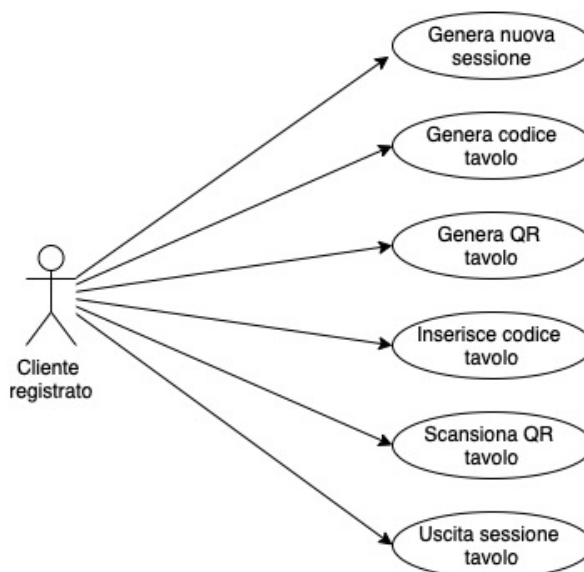 Genera nuova
sessione
Genera codice
tavolo
Genera QR
tavolo
Inserisce codice
tavolo
Cliente
registrato
Scansiona QR
tavolo
Uscita sessione
tavolo